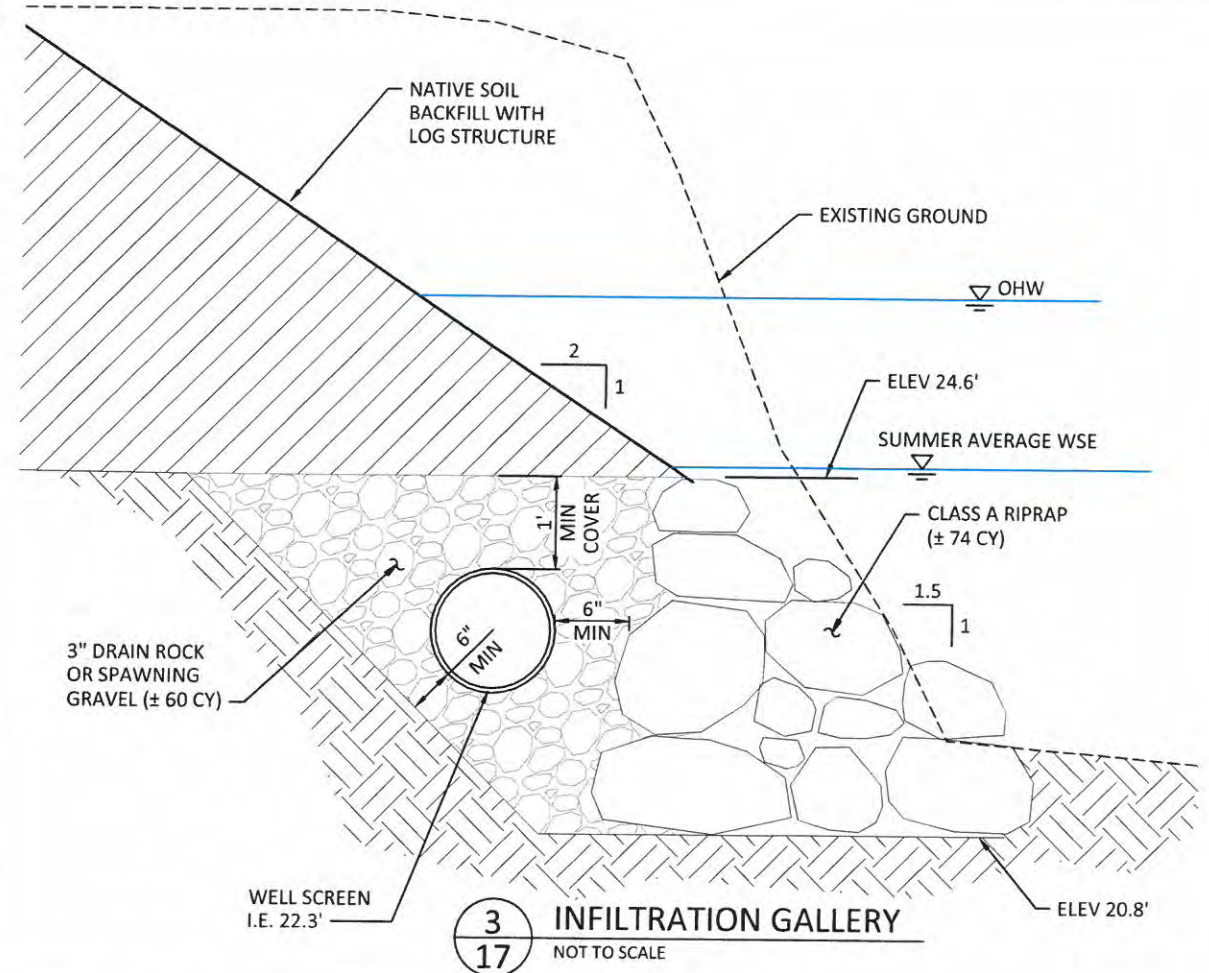 NATIVE SOIL
BACKFILL WITH
LOG STRUCTURE
EXISTING GROUND
OHW
2
1
ELEV 24.6'
SUMMER AVERAGE WSE
1'
MIN
COVER
CLASS A RIPRAP
(± 74 CY)
1.5
1
6"
MIN
6"
MIN
3" DRAIN ROCK
OR SPAWNING
GRAVEL (± 60 CY)
WELL SCREEN
I.E. 22.3'
ELEV 20.8'
3
17
INFILTRATION GALLERY
NOT TO SCALE